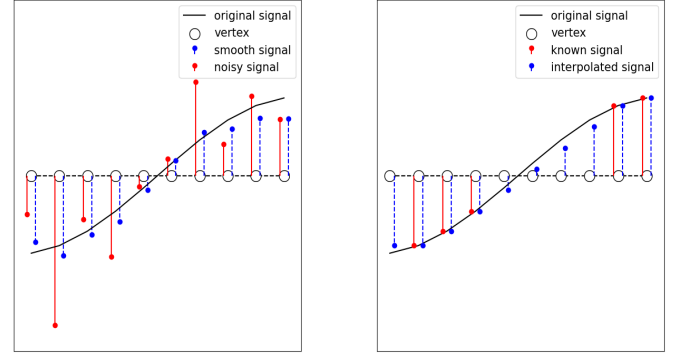 original signal
vertex
smooth signal
noisy signal
original signal
vertex
known signal
interpolated signal